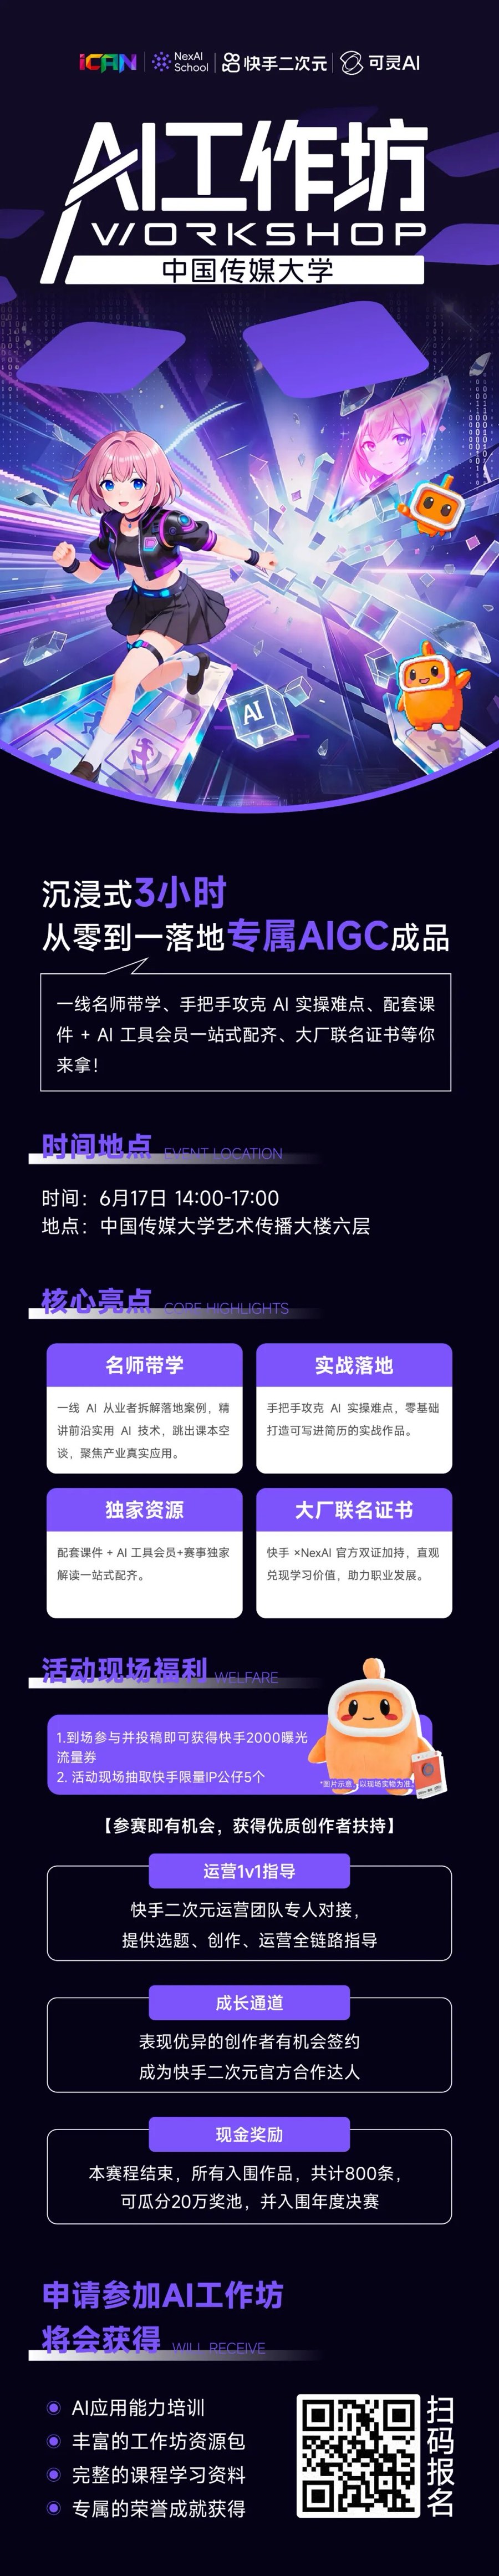 iCAN NexAI School 快手二次元 可灵AI
AI工作坊
WORKSHOP
中国传媒大学
AI
沉浸式3小时
从零到一落地专属AIGC成品
一线名师带学、手把手攻克 AI 实操难点、配套课
件 + AI 工具会员一站式配齐、大厂联名证书等你
来拿！
时间地点 EVENT LOCATION
时间：6月17日 14:00-17:00
地点：中国传媒大学艺术传播大楼六层
核心亮点 CORE HIGHLIGHTS
名师带学
一线 AI 从业者拆解落地案例，精
讲前沿实用 AI 技术，跳出课本空
谈，聚焦产业真实应用。
实战落地
手把手攻克 AI 实操难点，零基础
打造可写进简历的实战作品。
独家资源
配套课件 + AI 工具会员+赛事独家
解读一站式配齐。
大厂联名证书
快手 ×NexAI 官方双证加持，直观
兑现学习价值，助力职业发展。
活动现场福利 WELFARE
1.到场参与并投稿即可获得快手2000曝光
流量券
2. 活动现场抽取快手限量IP公仔5个
*图片示意，以现场实物为准。
【参赛即有机会，获得优质创作者扶持】
运营1v1指导
快手二次元运营团队专人对接，
提供选题、创作、运营全链路指导
成长通道
表现优异的创作者有机会签约
成为快手二次元官方合作达人
现金奖励
本赛程结束，所有入围作品，共计800条，
可瓜分20万奖池，并入围年度决赛
申请参加AI工作坊
将会获得 WILL RECEIVE
AI应用能力培训
丰富的工作坊资源包
完整的课程学习资料
专属的荣誉成就获得
扫码报名